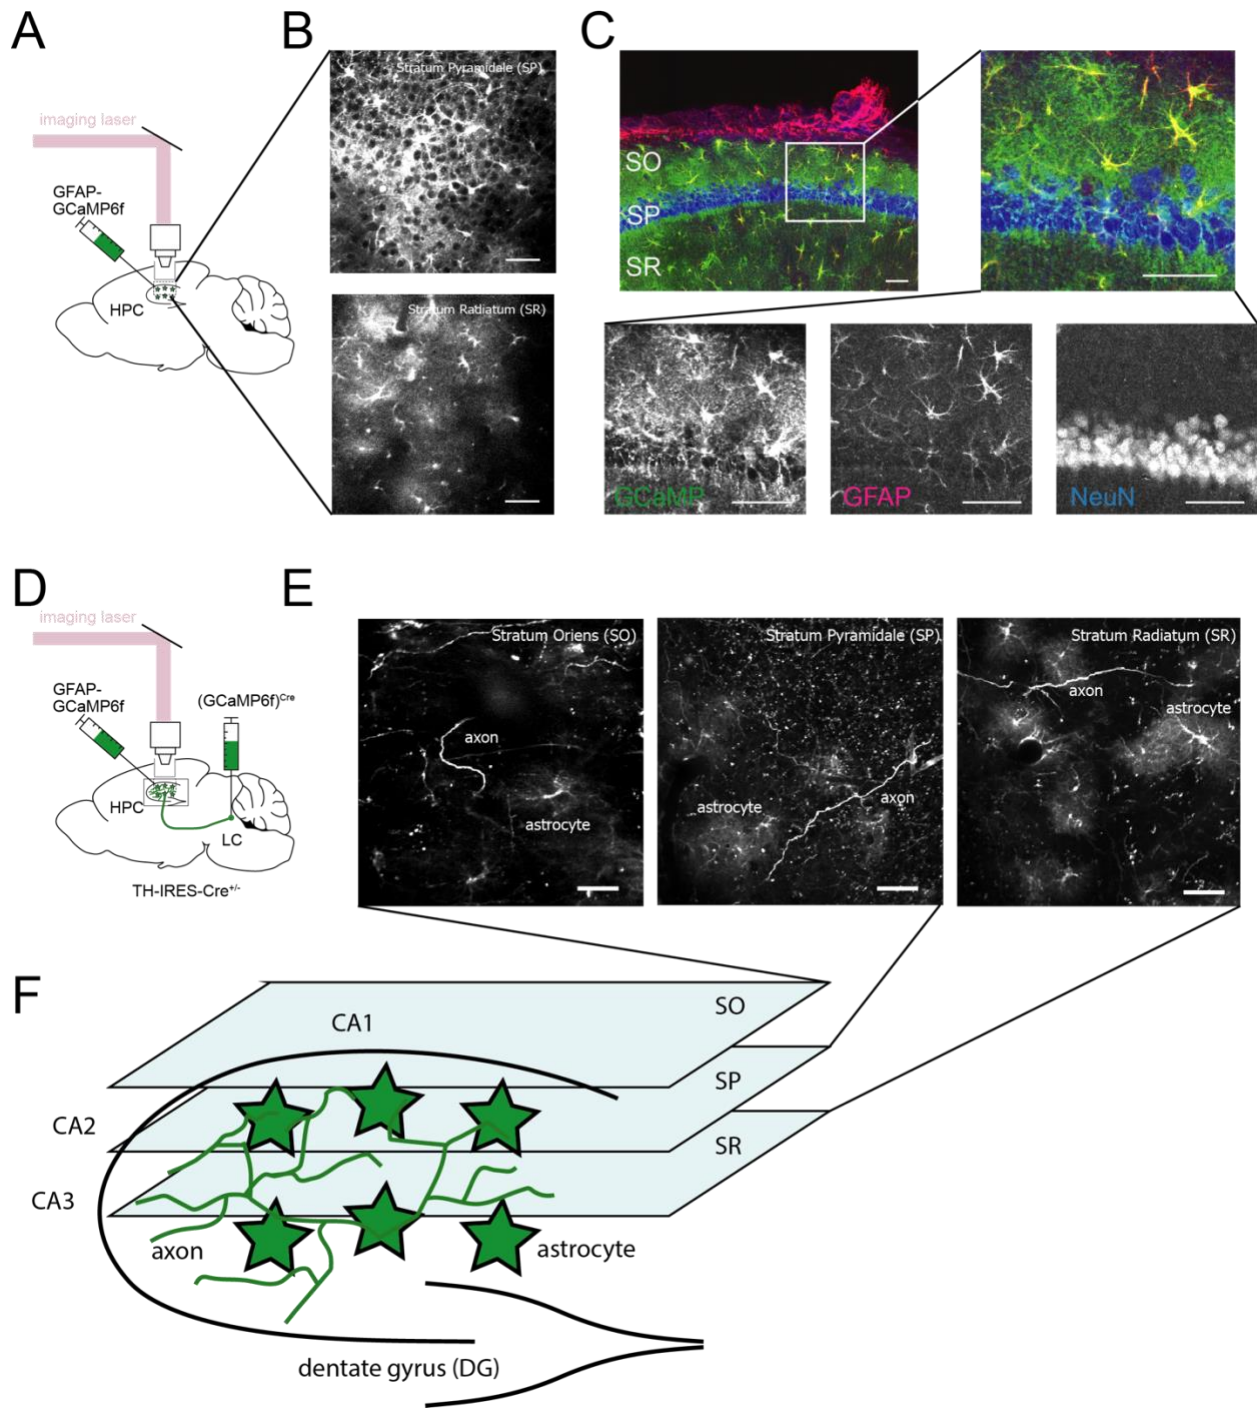 A
B
C
imaging laser
GFAP-
GCaMP6f
HPC
Stratum Pyramidale (SP)
Stratum Radiatum (SR)
SO
SP
SR
GCaMP
GFAP
NeuN
D
E
imaging laser
GFAP-
GCaMP6f
(GCaMP6f)Cre
HPC
LC
TH-IRES-Cre+/-
Stratum Oriens (SO)
axon
astrocyte
Stratum Pyramidale (SP)
astrocyte
axon
Stratum Radiatum (SR)
axon
astrocyte
F
CA1
SO
CA2
SP
CA3
SR
axon
astrocyte
dentate gyrus (DG)